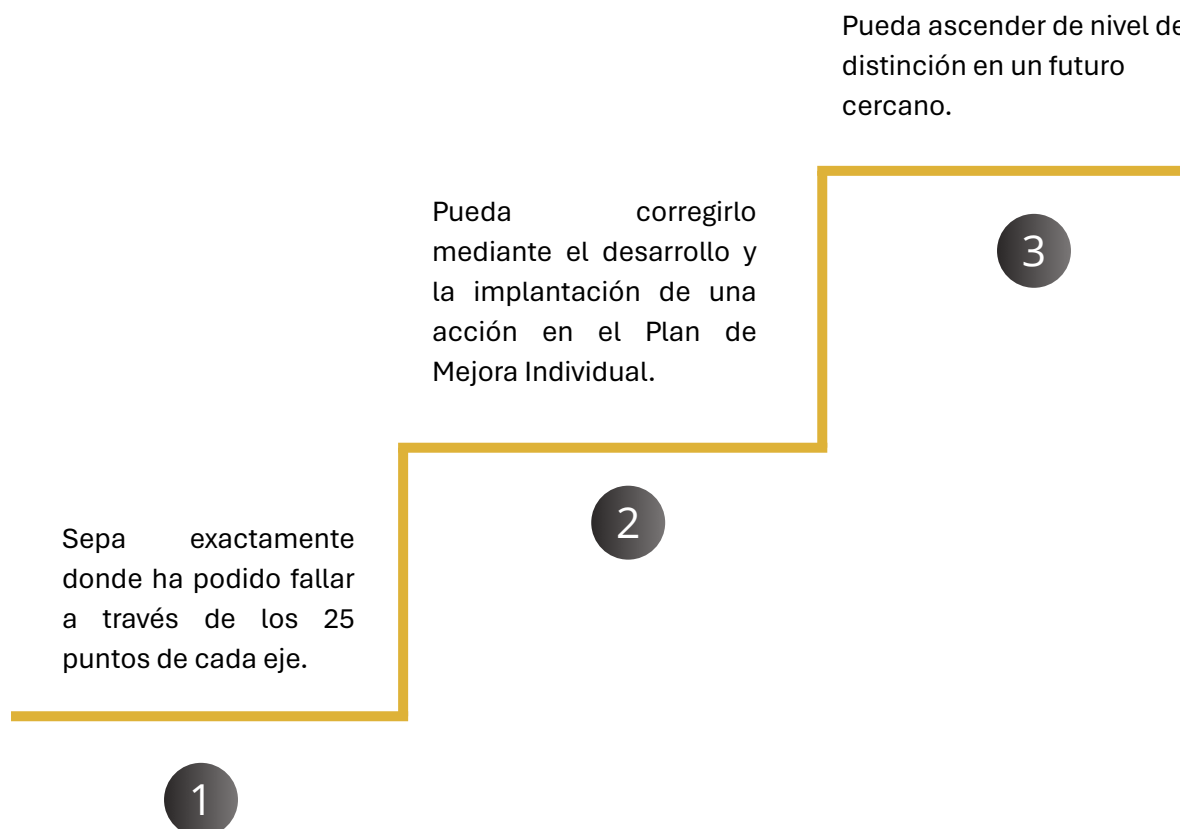 Pueda ascender de nivel de
distinción en un futuro
cercano.
3
Pueda corregirlo
mediante el desarrollo y
la implantación de una
acción en el Plan de
Mejora Individual.
2
Sepa exactamente
donde ha podido fallar
a través de los 25
puntos de cada eje.
1